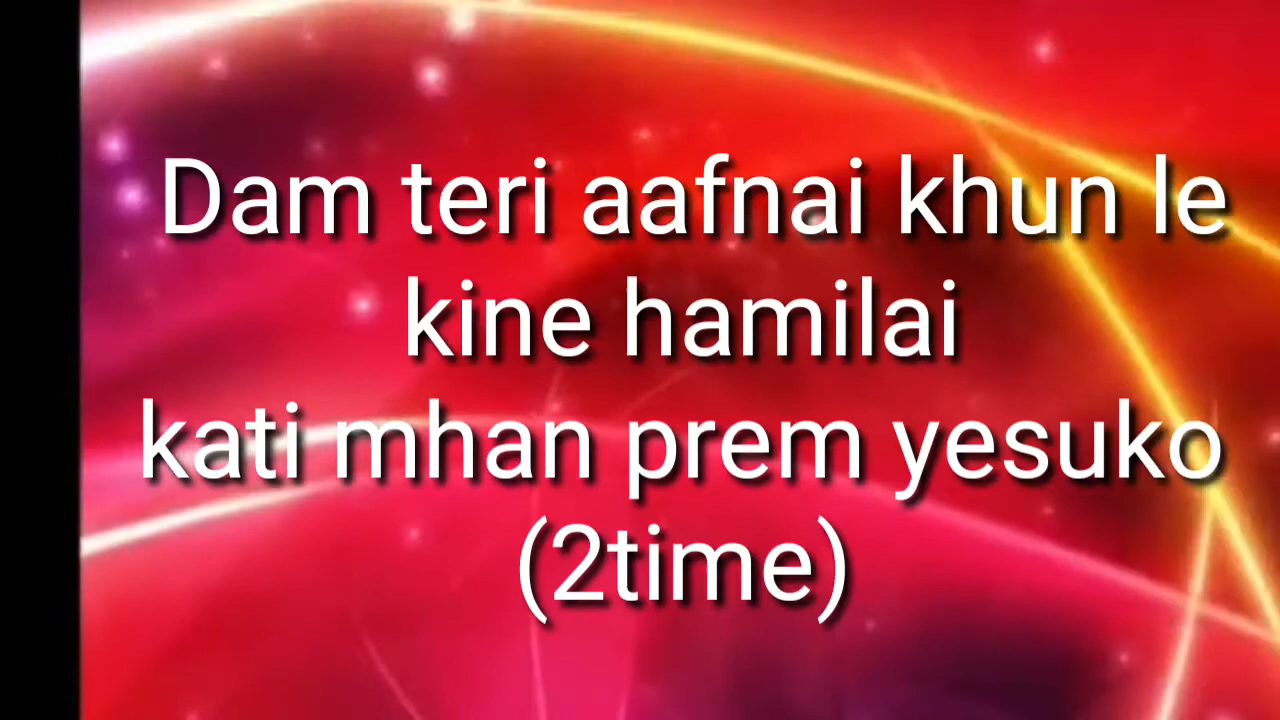 Dam teri aafnai khun le
kine hamilai
kati mhan prem yesuko
(2time)